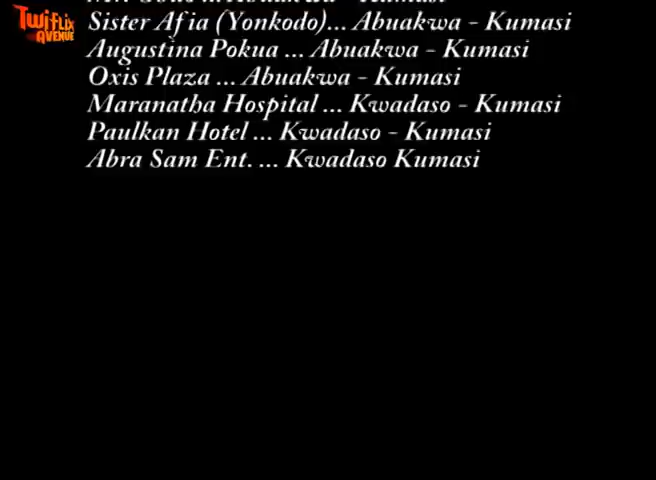 TwiFlix
AVENUE
Sister Afia (Yonkodo)... Abuakwa - Kumasi
Augustina Pokua ... Abuakwa - Kumasi
Oxis Plaza ... Abuakwa - Kumasi
Maranatha Hospital ... Kwadaso - Kumasi
Paulkan Hotel ... Kwadaso - Kumasi
Abra Sam Ent. ... Kwadaso Kumasi